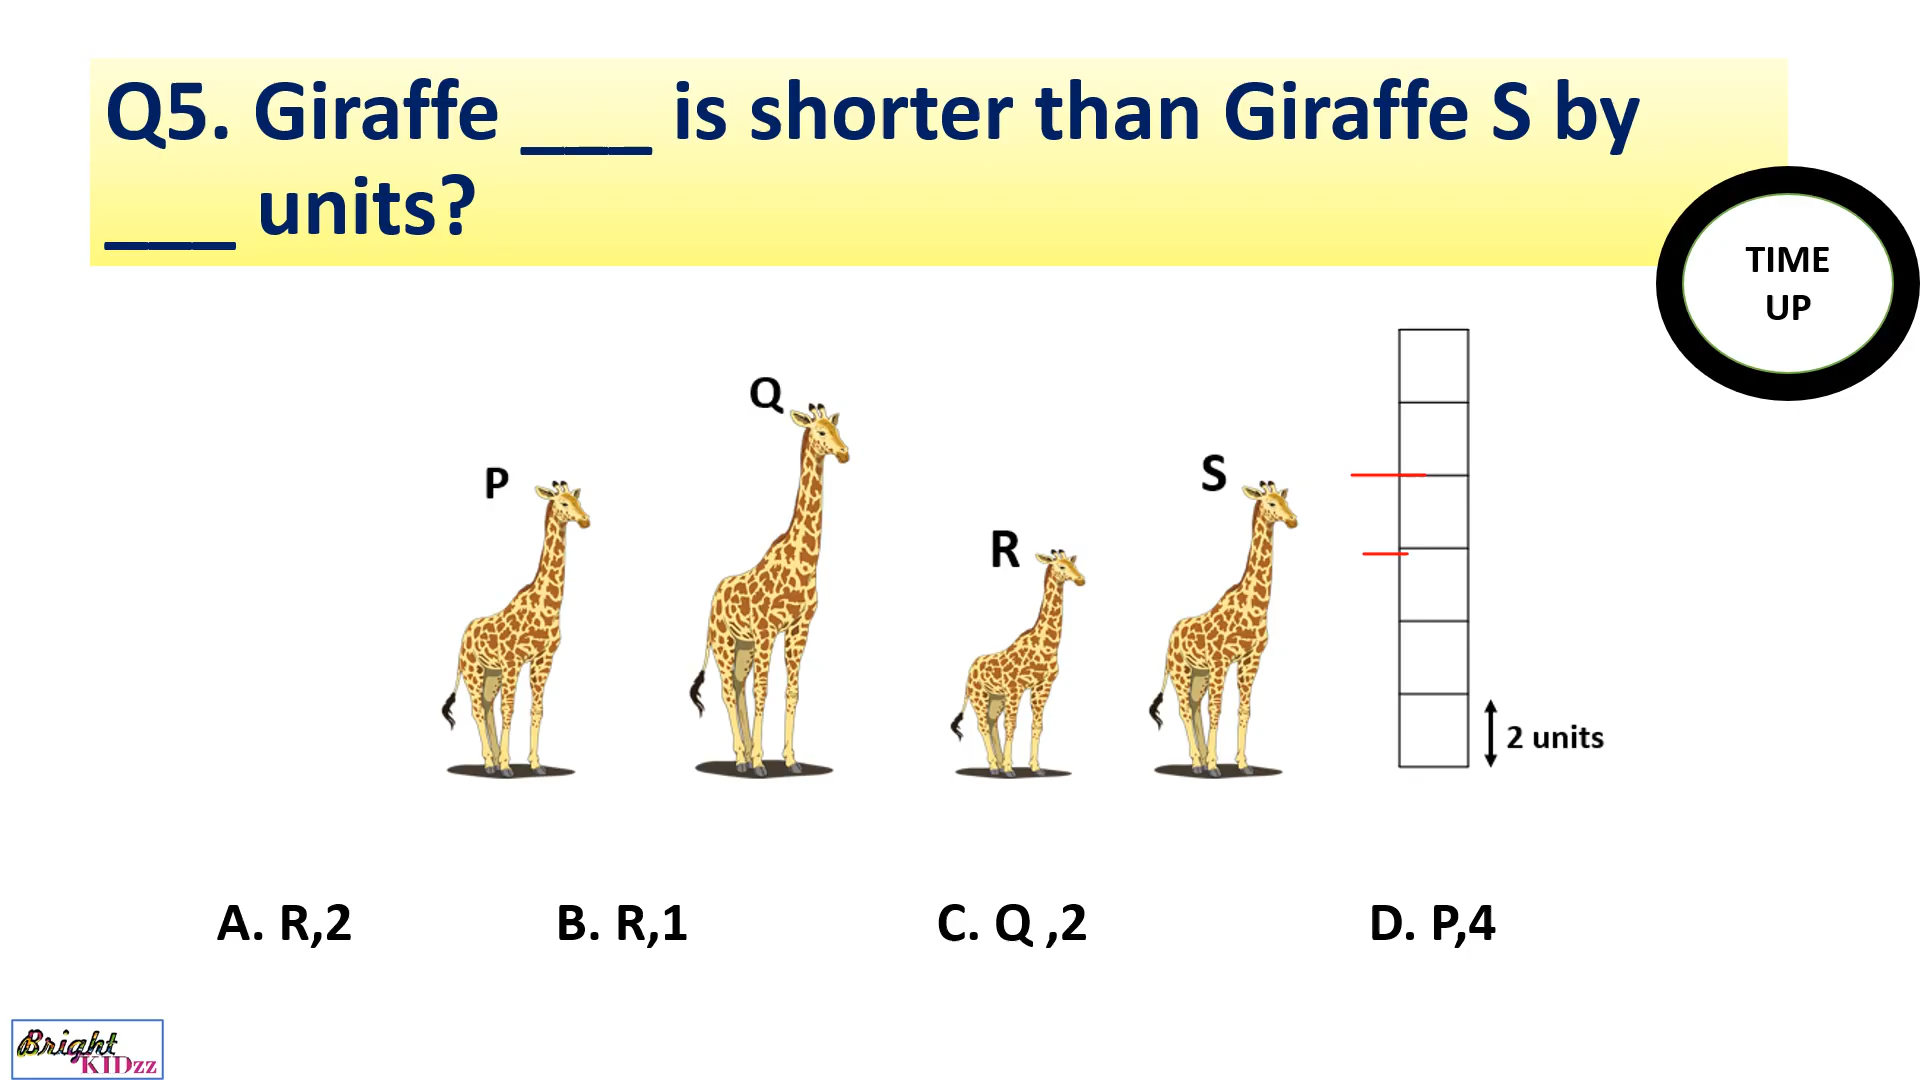 Q5. Giraffe ___ is shorter than Giraffe S by
___ units?
TIME
UP
Q
P
S
R
2 units
A. R,2
B. R,1
C. Q ,2
D. P,4
Bright
KIDzz